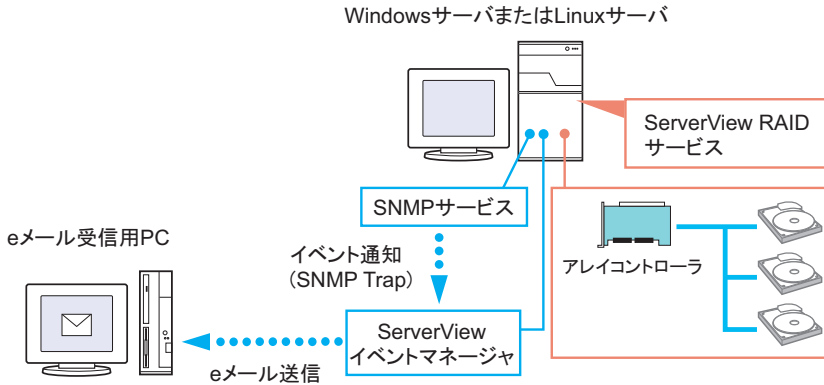 WindowsサーバまたはLinuxサーバ
ServerView RAID
サービス
SNMPサービス
アレイコントローラ
eメール受信用PC
イベント通知
（SNMP Trap）
ServerView
イベントマネージャ
eメール送信